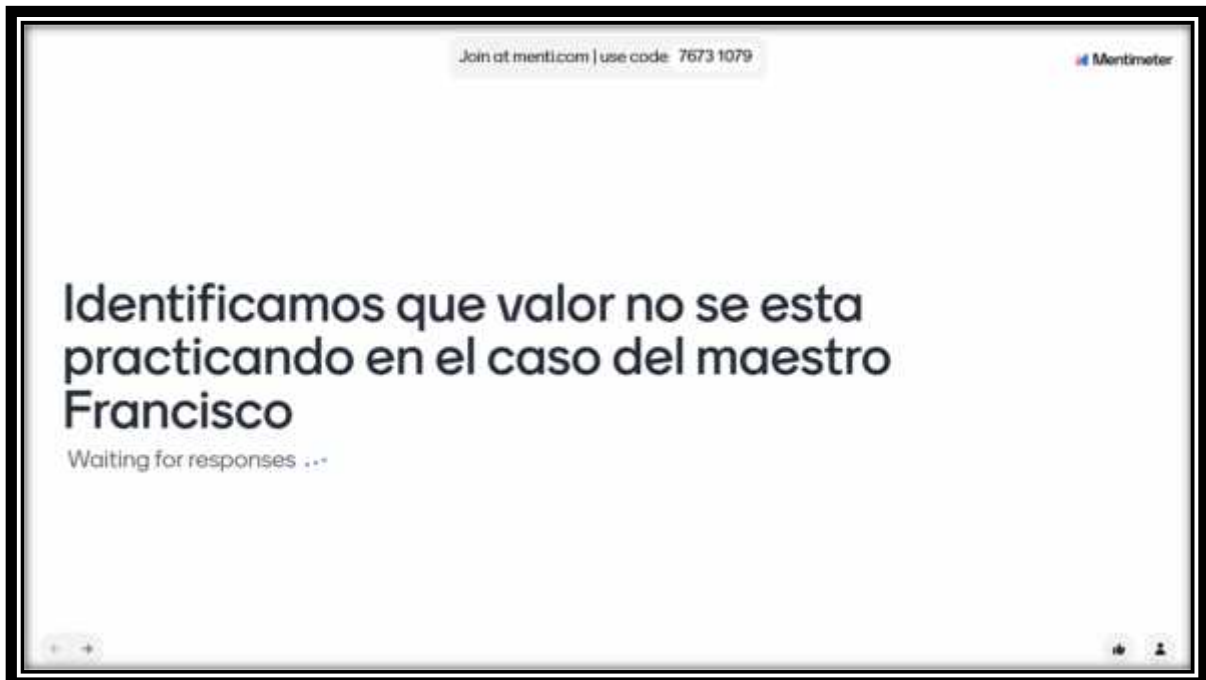 Join at menti.com | use code 7673 1079
Mentimeter
Identificamos que valor no se esta
practicando en el caso del maestro
Francisco
Waiting for responses ...